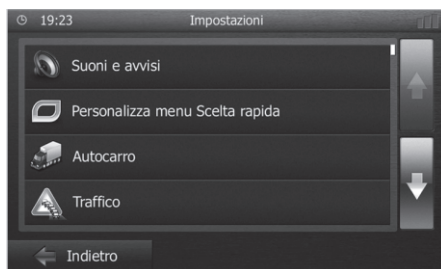 19:23 Impostazioni
Suoni e avvisi
Personalizza menu Scelta rapida
Autocarro
Traffico
Indietro